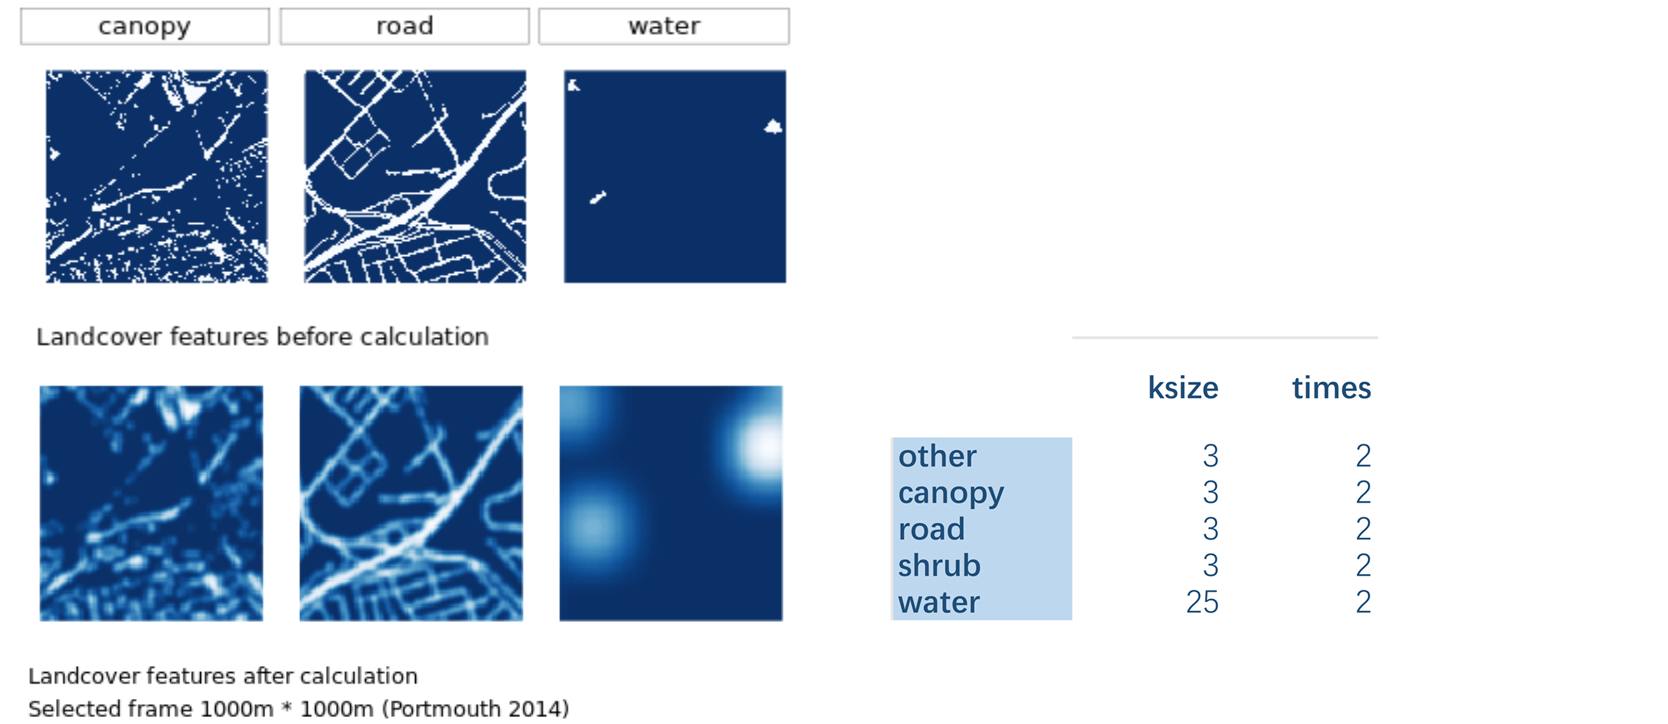 canopy road water
Landcover features before calculation
ksize times
other 3 2
canopy 3 2
road 3 2
shrub 3 2
water 25 2
Landcover features after calculation
Selected frame 1000m * 1000m (Portmouth 2014)